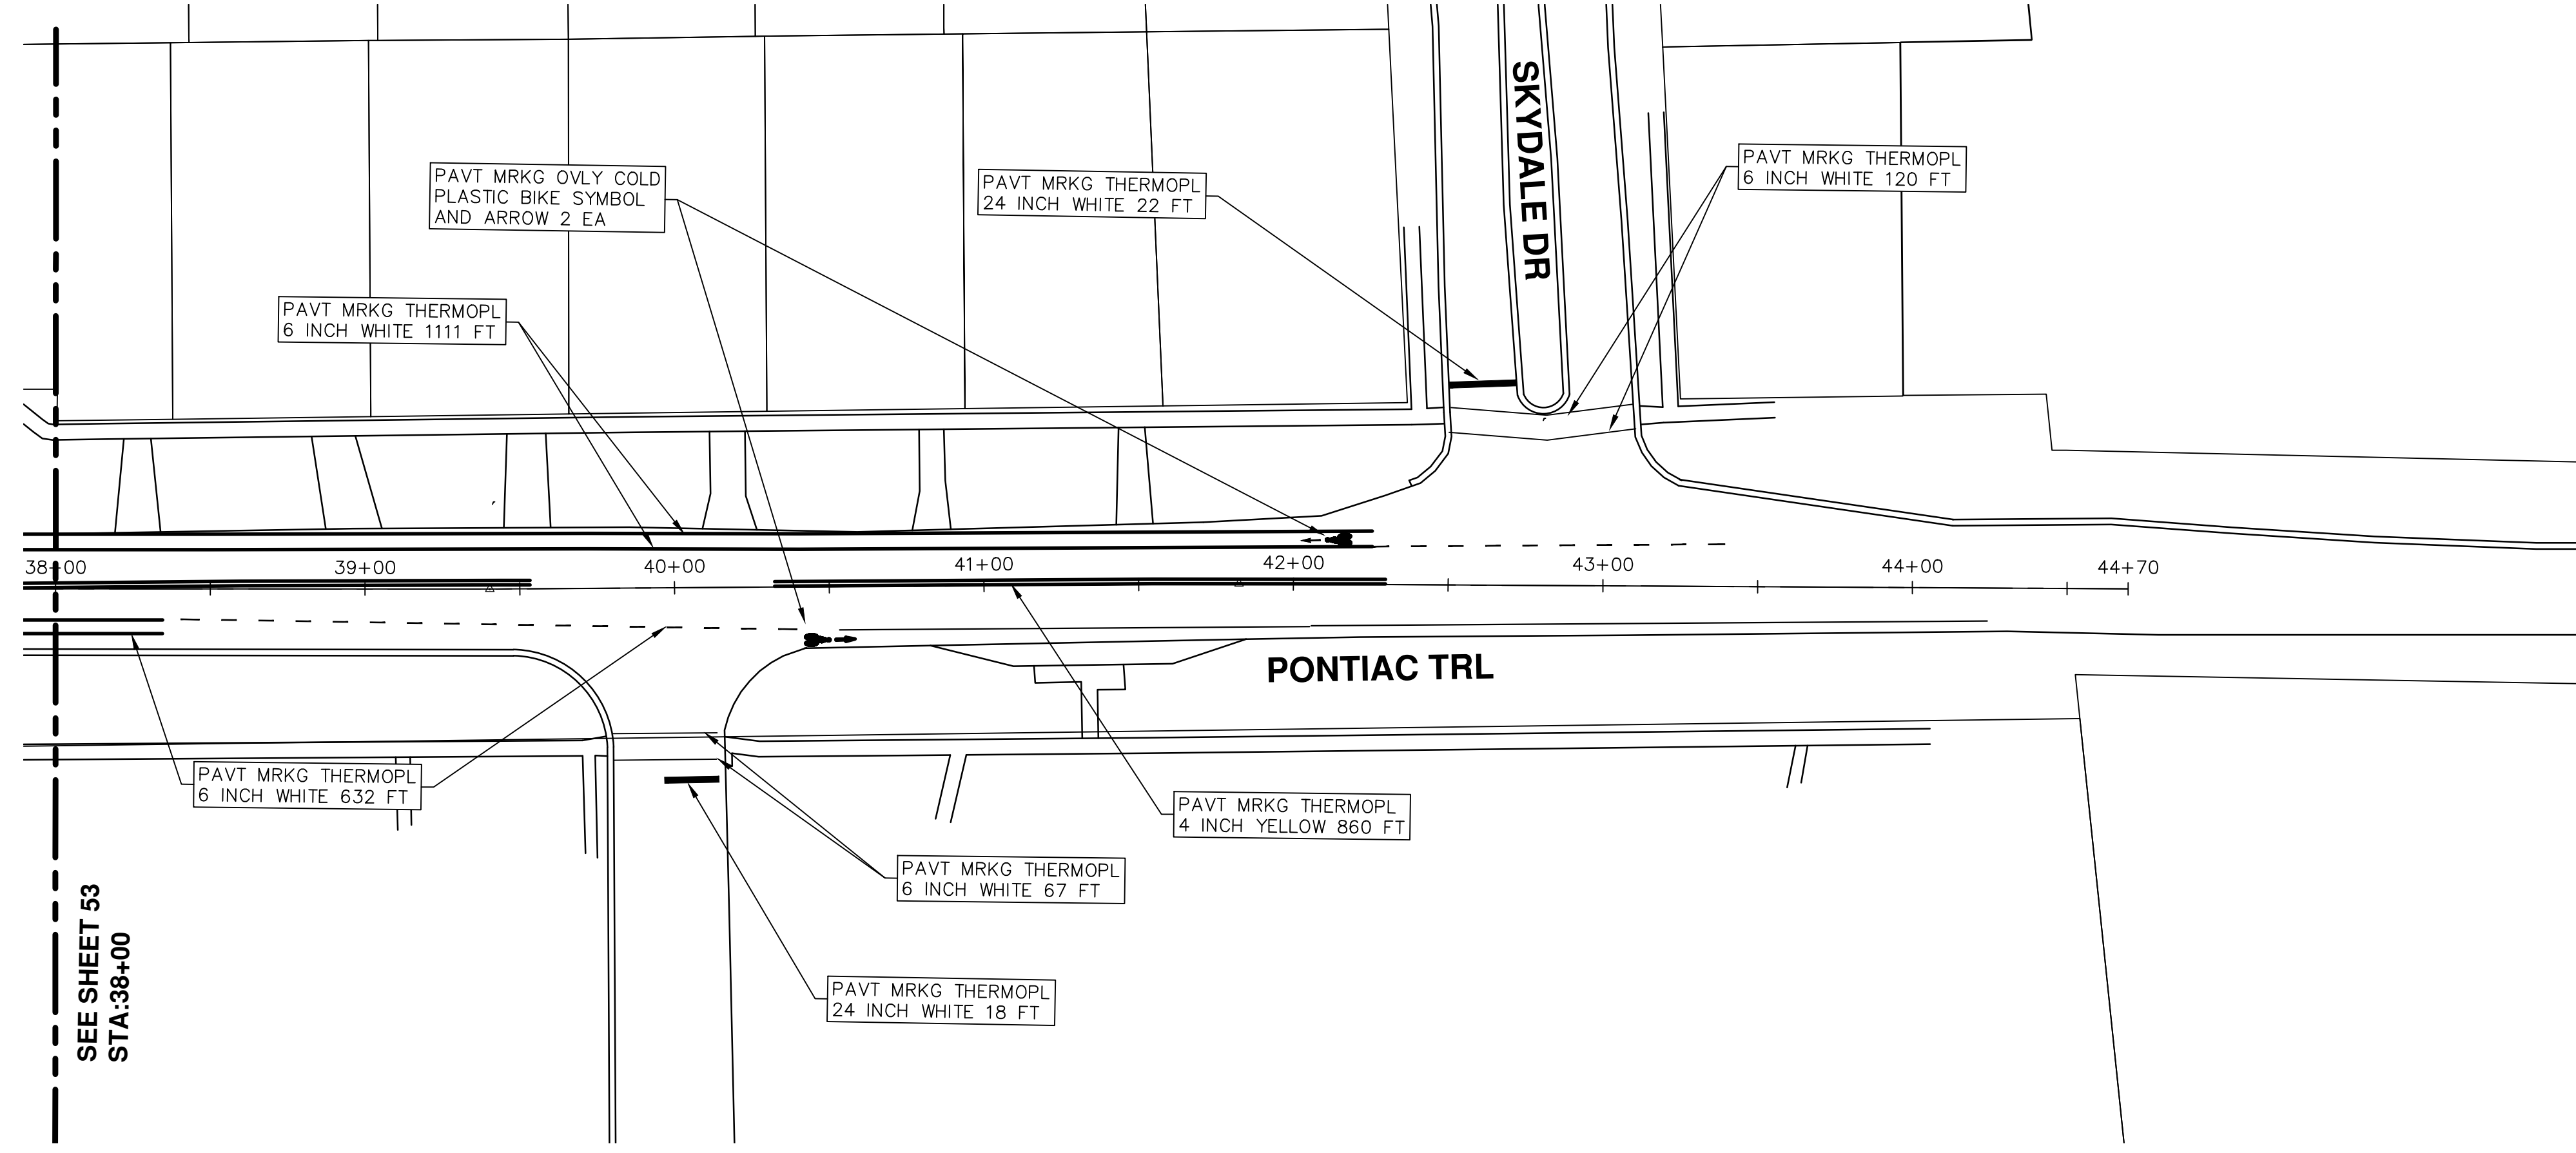 SKYDALE DR
PAVT MRKG THERMOPL
6 INCH WHITE 120 FT
PAVT MRKG OVLY COLD
PLASTIC BIKE SYMBOL
AND ARROW 2 EA
PAVT MRKG THERMOPL
24 INCH WHITE 22 FT
PAVT MRKG THERMOPL
6 INCH WHITE 1111 FT
38+00
39+00
40+00
41+00
42+00
43+00
44+00
44+70
PONTIAC TRL
PAVT MRKG THERMOPL
6 INCH WHITE 632 FT
PAVT MRKG THERMOPL
4 INCH YELLOW 860 FT
PAVT MRKG THERMOPL
6 INCH WHITE 67 FT
SEE SHEET 53
STA:38+00
PAVT MRKG THERMOPL
24 INCH WHITE 18 FT